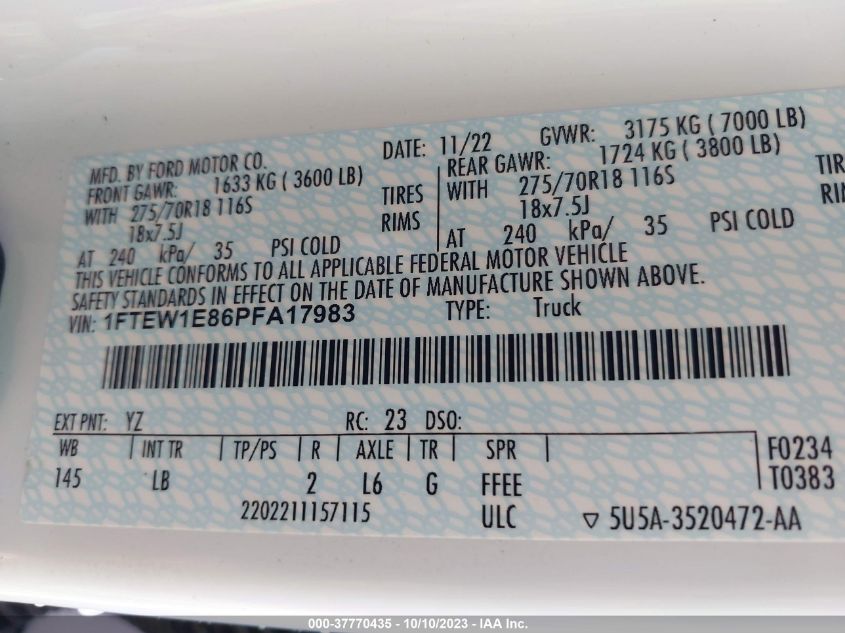 MFD. BY FORD MOTOR CO.
DATE: 11/22 GVWR: 3175 KG ( 7000 LB)
FRONT GAWR: 1633 KG ( 3600 LB)
REAR GAWR: 1724 KG ( 3800 LB)
WITH 275/70R18 116S TIRES
WITH 275/70R18 116S
18x7.5J RIMS
18x7.5J
AT 240 kPa/ 35 PSI COLD
AT 240 kPa/ 35 PSI COLD
THIS VEHICLE CONFORMS TO ALL APPLICABLE FEDERAL MOTOR VEHICLE
SAFETY STANDARDS IN EFFECT ON THE DATE OF MANUFACTURE SHOWN ABOVE.
VIN: 1FTEW1E86PFA17983 TYPE: Truck
EXT PNT: YZ RC: 23 DSO:
WB INT TR TP/PS R AXLE TR SPR
145 LB 2 L6 G FFEE
F0234
T0383
2202211157115 ULC ▽ 5U5A-3520472-AA
000-37770435 - 10/10/2023 - IAA Inc.